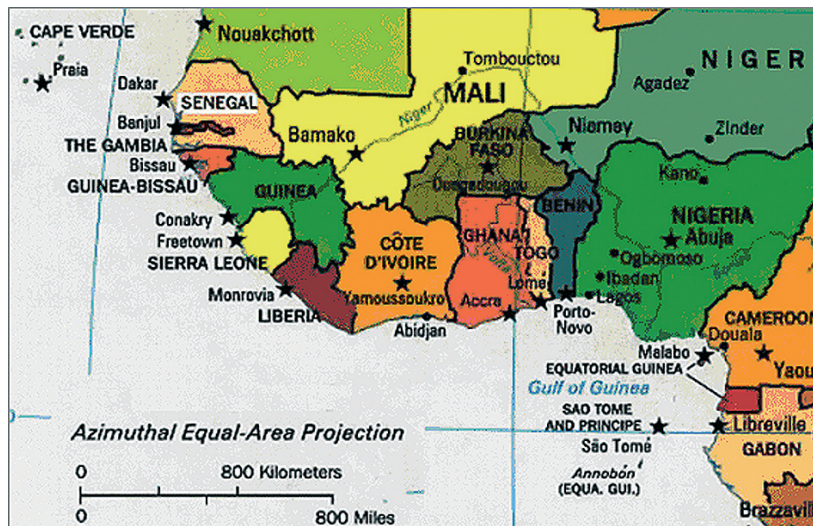 CAPE VERDE
Praia
Nouakchott
Dakar
SENEGAL
Banjul
THE GAMBIA
Bissau
GUINEA-BISSAU
Tombouctou
MALI
Niger
Bamako
NIGER
Agadez
Zinder
Niamey
BURKINA
FASO
Ouagadougou
GUINEA
Conakry
Freetown
SIERRA LEONE
Monrovia
LIBERIA
CÔTE
D'IVOIRE
Yamoussoukro
Abidjan
GHANA
Accra
TOGO
Lome
BENIN
Porto-
Novo
Kano
NIGERIA
Abuja
Ogbomoso
Ibadan
Lagos
CAMEROON
Douala
Yaou
Malabo
EQUATORIAL GUINEA
Gulf of Guinea
SAO TOME
AND PRINCIPE
São Tomé
Libreville
GABON
Annobón
(EQUA. GUI.)
Brazzavil
0
Azimuthal Equal-Area Projection
0
800 Kilometers
0
800 Miles